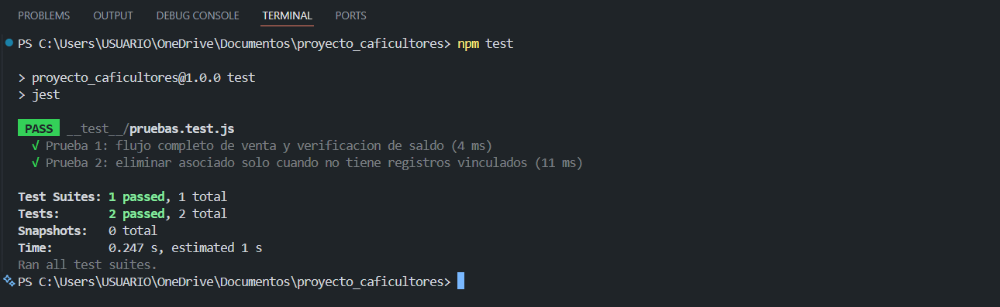 PROBLEMS OUTPUT DEBUG CONSOLE TERMINAL PORTS
PS C:\Users\USUARIO\OneDrive\Documentos\proyecto_caficultores> npm test
> proyecto_caficultores@1.0.0 test
> jest
PASS __test__/pruebas.test.js
√ Prueba 1: flujo completo de venta y verificacion de saldo (4 ms)
√ Prueba 2: eliminar asociado solo cuando no tiene registros vinculados (11 ms)
Test Suites: 1 passed, 1 total
Tests: 2 passed, 2 total
Snapshots: 0 total
Time: 0.247 s, estimated 1 s
Ran all test suites.
PS C:\Users\USUARIO\OneDrive\Documentos\proyecto_caficultores>